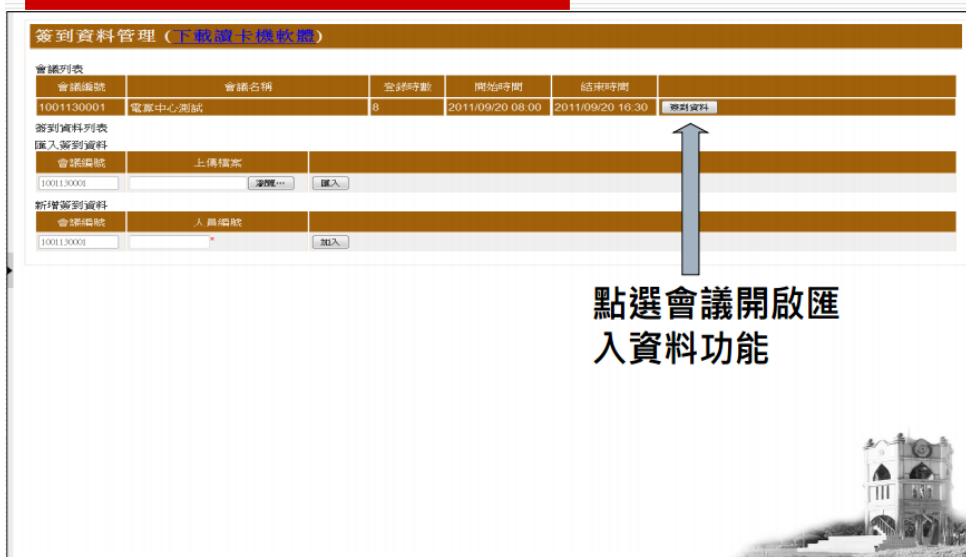 簽到資料管理 (下載讀卡機軟體)
會議列表
會議編號 會議名稱 登錄時數 開始時間 結束時間
1001130001 電算中心測試 8 2011/09/20 08:00 2011/09/20 16:30 簽到資料
簽到資料列表
匯入簽到資料
會議編號 上傳檔案
1001130001 瀏覽… 匯入
新增簽到資料
會議編號 人員編號
1001130001 * 加入
點選會議開啟匯
入資料功能